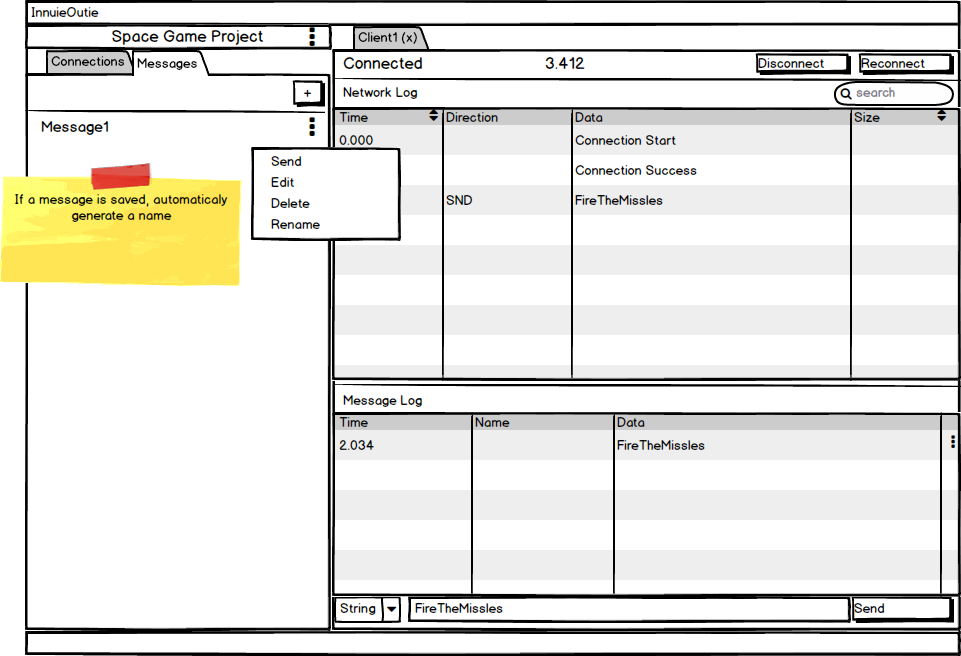 InnuieOutie
Space Game Project
Client1 (x)
Connections
Messages
Connected
3.412
Disconnect
Reconnect
+
Network Log
search
Message1
Time
Direction
Data
Size
0.000
Connection Start
Connection Success
SND
FireTheMissles
Send
Edit
Delete
Rename
If a message is saved, automaticaly
generate a name
Message Log
Time
Name
Data
2.034
FireTheMissles
String
FireTheMissles
Send